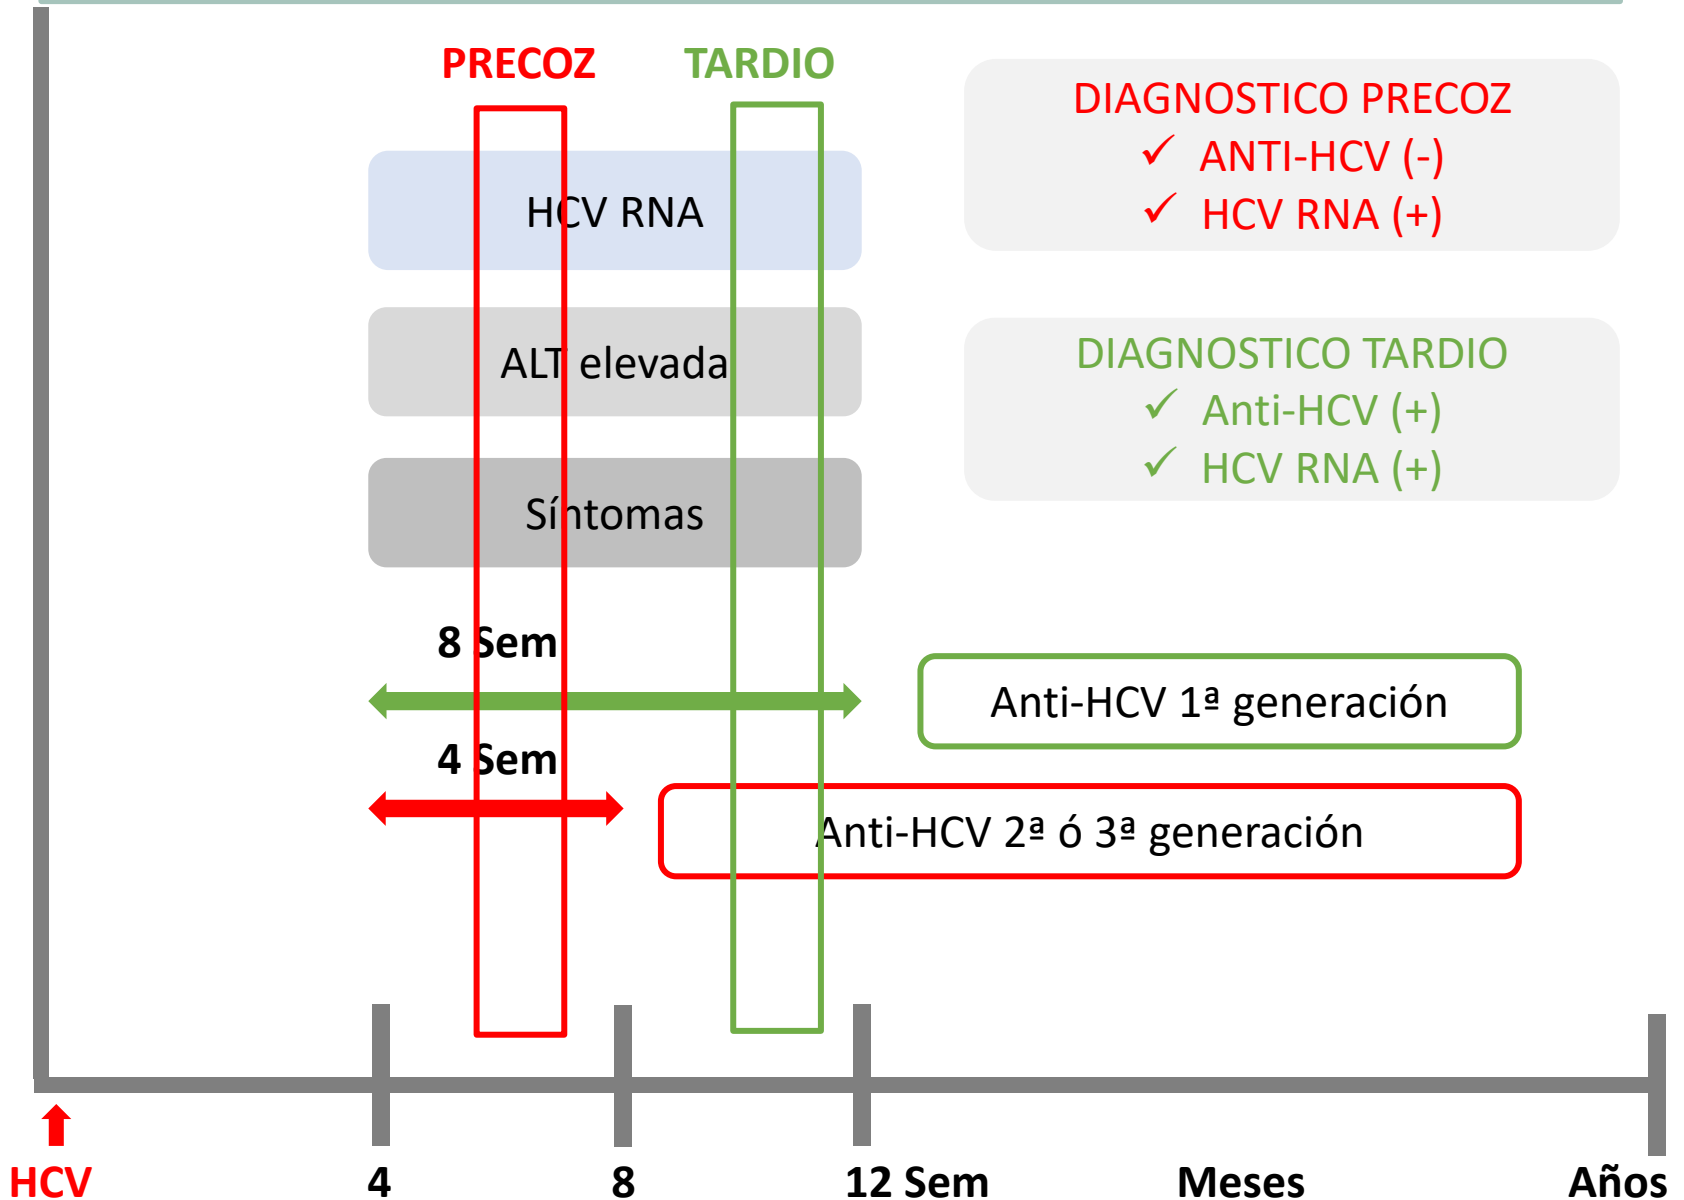 PRECOZ
TARDIO
DIAGNOSTICO PRECOZ
✓ ANTI-HCV (-)
✓ HCV RNA (+)
HCV RNA
ALT elevada
DIAGNOSTICO TARDIO
✓ Anti-HCV (+)
✓ HCV RNA (+)
Síntomas
8 Sem
Anti-HCV 1ª generación
4 Sem
Anti-HCV 2ª ó 3ª generación
HCV
4
8
12 Sem
Meses
Años